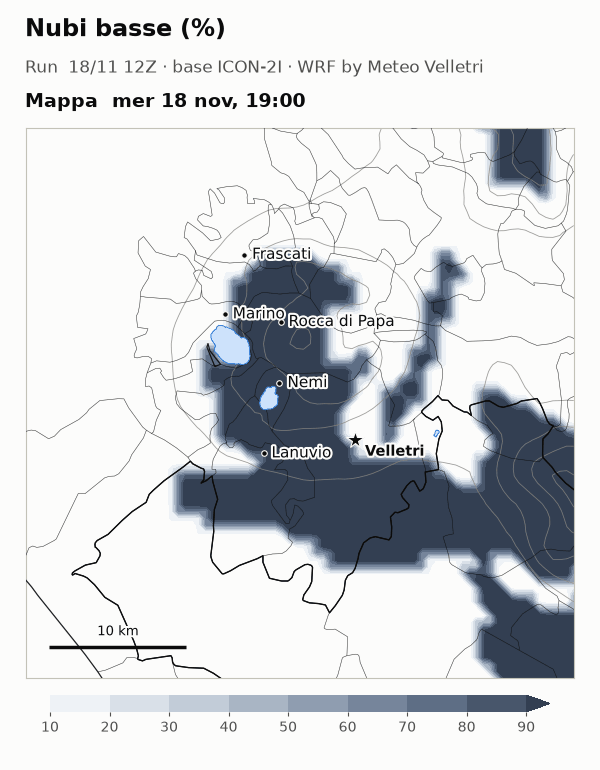 Nubi basse (%)
Run 18/11 12Z · base ICON-2I · WRF by Meteo Velletri
Mappa mer 18 nov, 19:00
Frascati
Marino
Rocca di Papa
Nemi
Velletri
Lanuvio
10 km
10 20 30 40 50 60 70 80 90